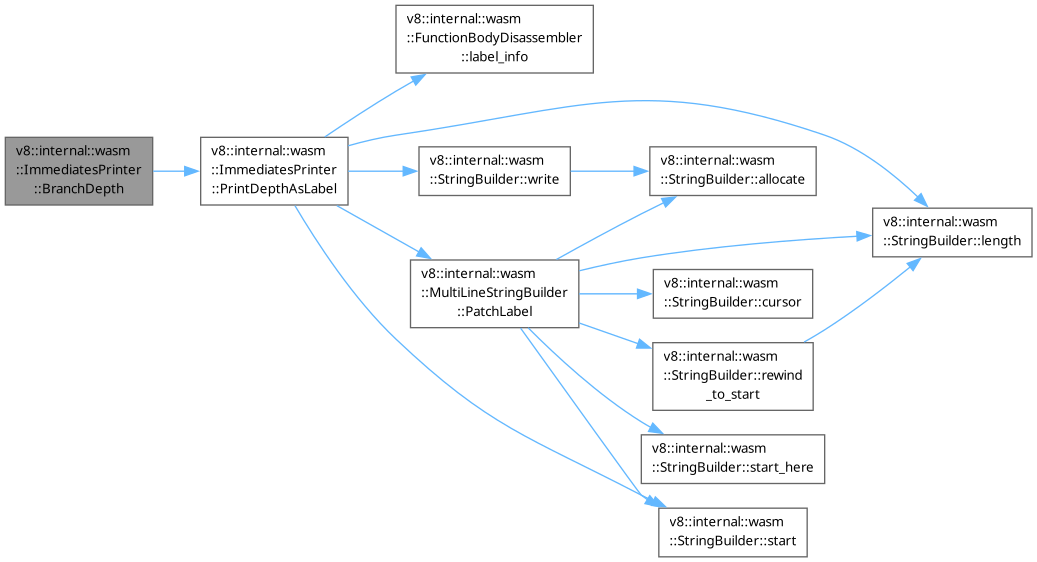 v8::internal::wasm
::FunctionBodyDisassembler
::label_info
v8::internal::wasm
::ImmediatesPrinter
::BranchDepth
v8::internal::wasm
::ImmediatesPrinter
::PrintDepthAsLabel
v8::internal::wasm
::StringBuilder::write
v8::internal::wasm
::StringBuilder::allocate
v8::internal::wasm
::StringBuilder::length
v8::internal::wasm
::MultiLineStringBuilder
::PatchLabel
v8::internal::wasm
::StringBuilder::cursor
v8::internal::wasm
::StringBuilder::rewind
_to_start
v8::internal::wasm
::StringBuilder::start_here
v8::internal::wasm
::StringBuilder::start